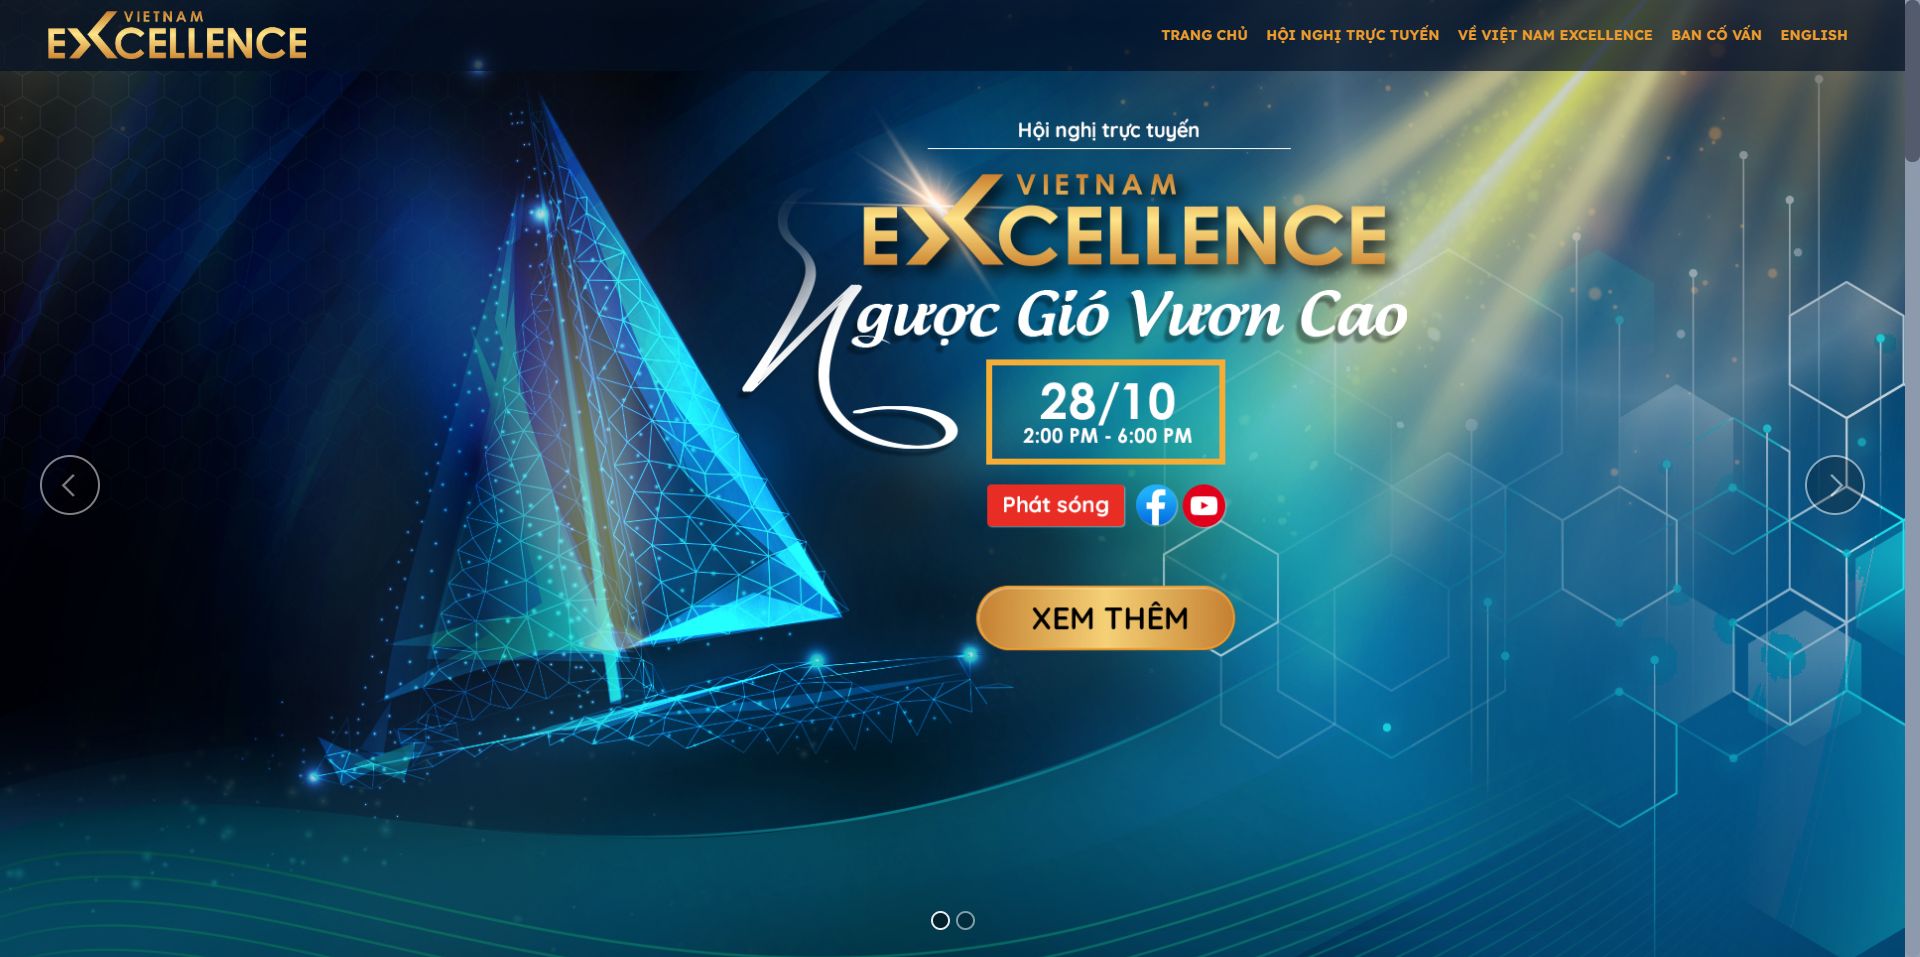 VIETNAM
EXCELLENCE
TRANG CHỦ
HỘI NGHỊ TRỰC TUYẾN
VỀ VIỆT NAM EXCELLENCE
BAN CỐ VẤN
ENGLISH
Hội nghị trực tuyến
VIETNAM
EXCELLENCE
Ngược Gió Vươn Cao
28/10
2:00 PM - 6:00 PM
Phát sóng
XEM THÊM